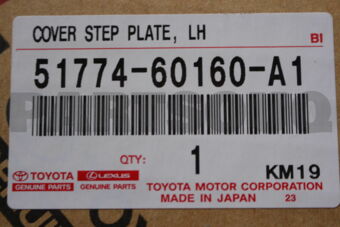 COVER STEP PLATE, LH
BI
51774-60160-A1
QTY:
1
KM19
TOYOTA
GENUINE PARTS
LEXUS
GENUINE PARTS
TOYOTA MOTOR CORPORATION
MADE IN JAPAN 23